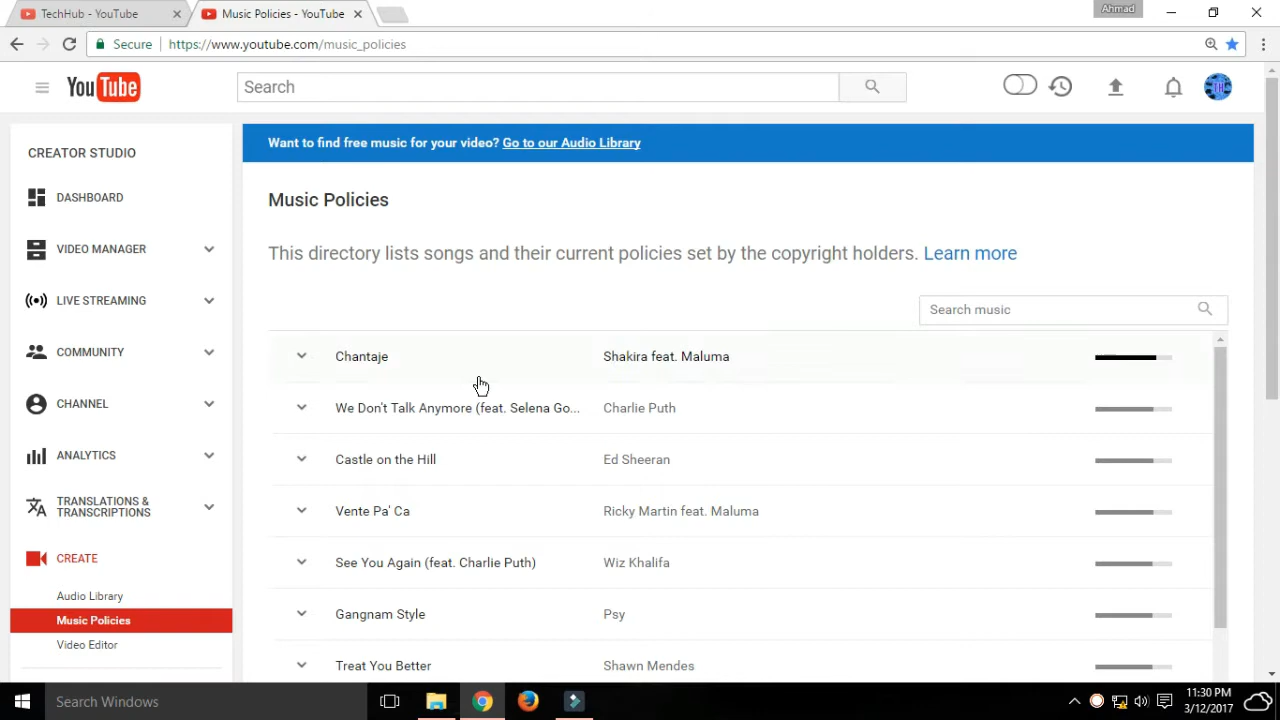 TechHub - YouTube
Music Policies - YouTube
Ahmad
Secure
https://www.youtube.com/music_policies
YouTube
Search
CREATOR STUDIO
DASHBOARD
VIDEO MANAGER
LIVE STREAMING
COMMUNITY
CHANNEL
ANALYTICS
TRANSLATIONS &
TRANSCRIPTIONS
CREATE
Audio Library
Music Policies
Video Editor
Want to find free music for your video? Go to our Audio Library
Music Policies
This directory lists songs and their current policies set by the copyright holders. Learn more
Search music
Chantaje Shakira feat. Maluma
We Don't Talk Anymore (feat. Selena Go... Charlie Puth
Castle on the Hill Ed Sheeran
Vente Pa' Ca Ricky Martin feat. Maluma
See You Again (feat. Charlie Puth) Wiz Khalifa
Gangnam Style Psy
Treat You Better Shawn Mendes
Search Windows
11:30 PM
3/12/2017